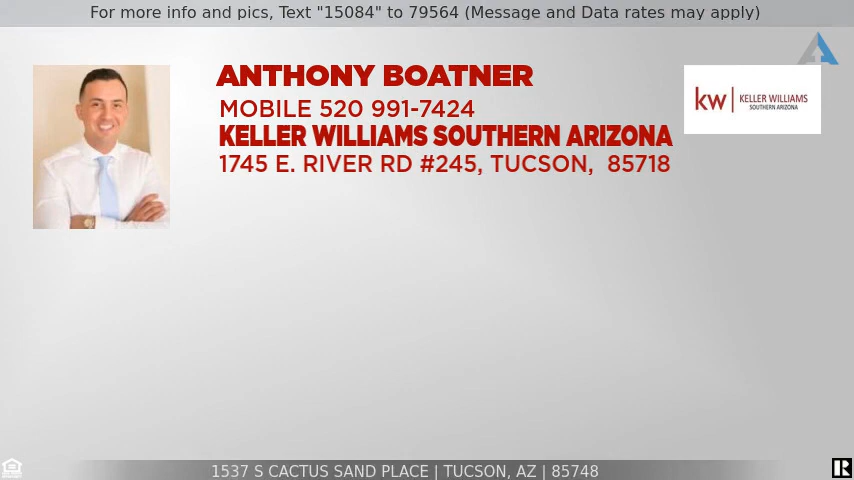 For more info and pics, Text "15084" to 79564 (Message and Data rates may apply)
ANTHONY BOATNER
MOBILE 520 991-7424
KELLER WILLIAMS SOUTHERN ARIZONA
1745 E. RIVER RD #245, TUCSON,  85718
kw KELLER WILLIAMS
SOUTHERN ARIZONA
1537 S CACTUS SAND PLACE | TUCSON, AZ | 85748